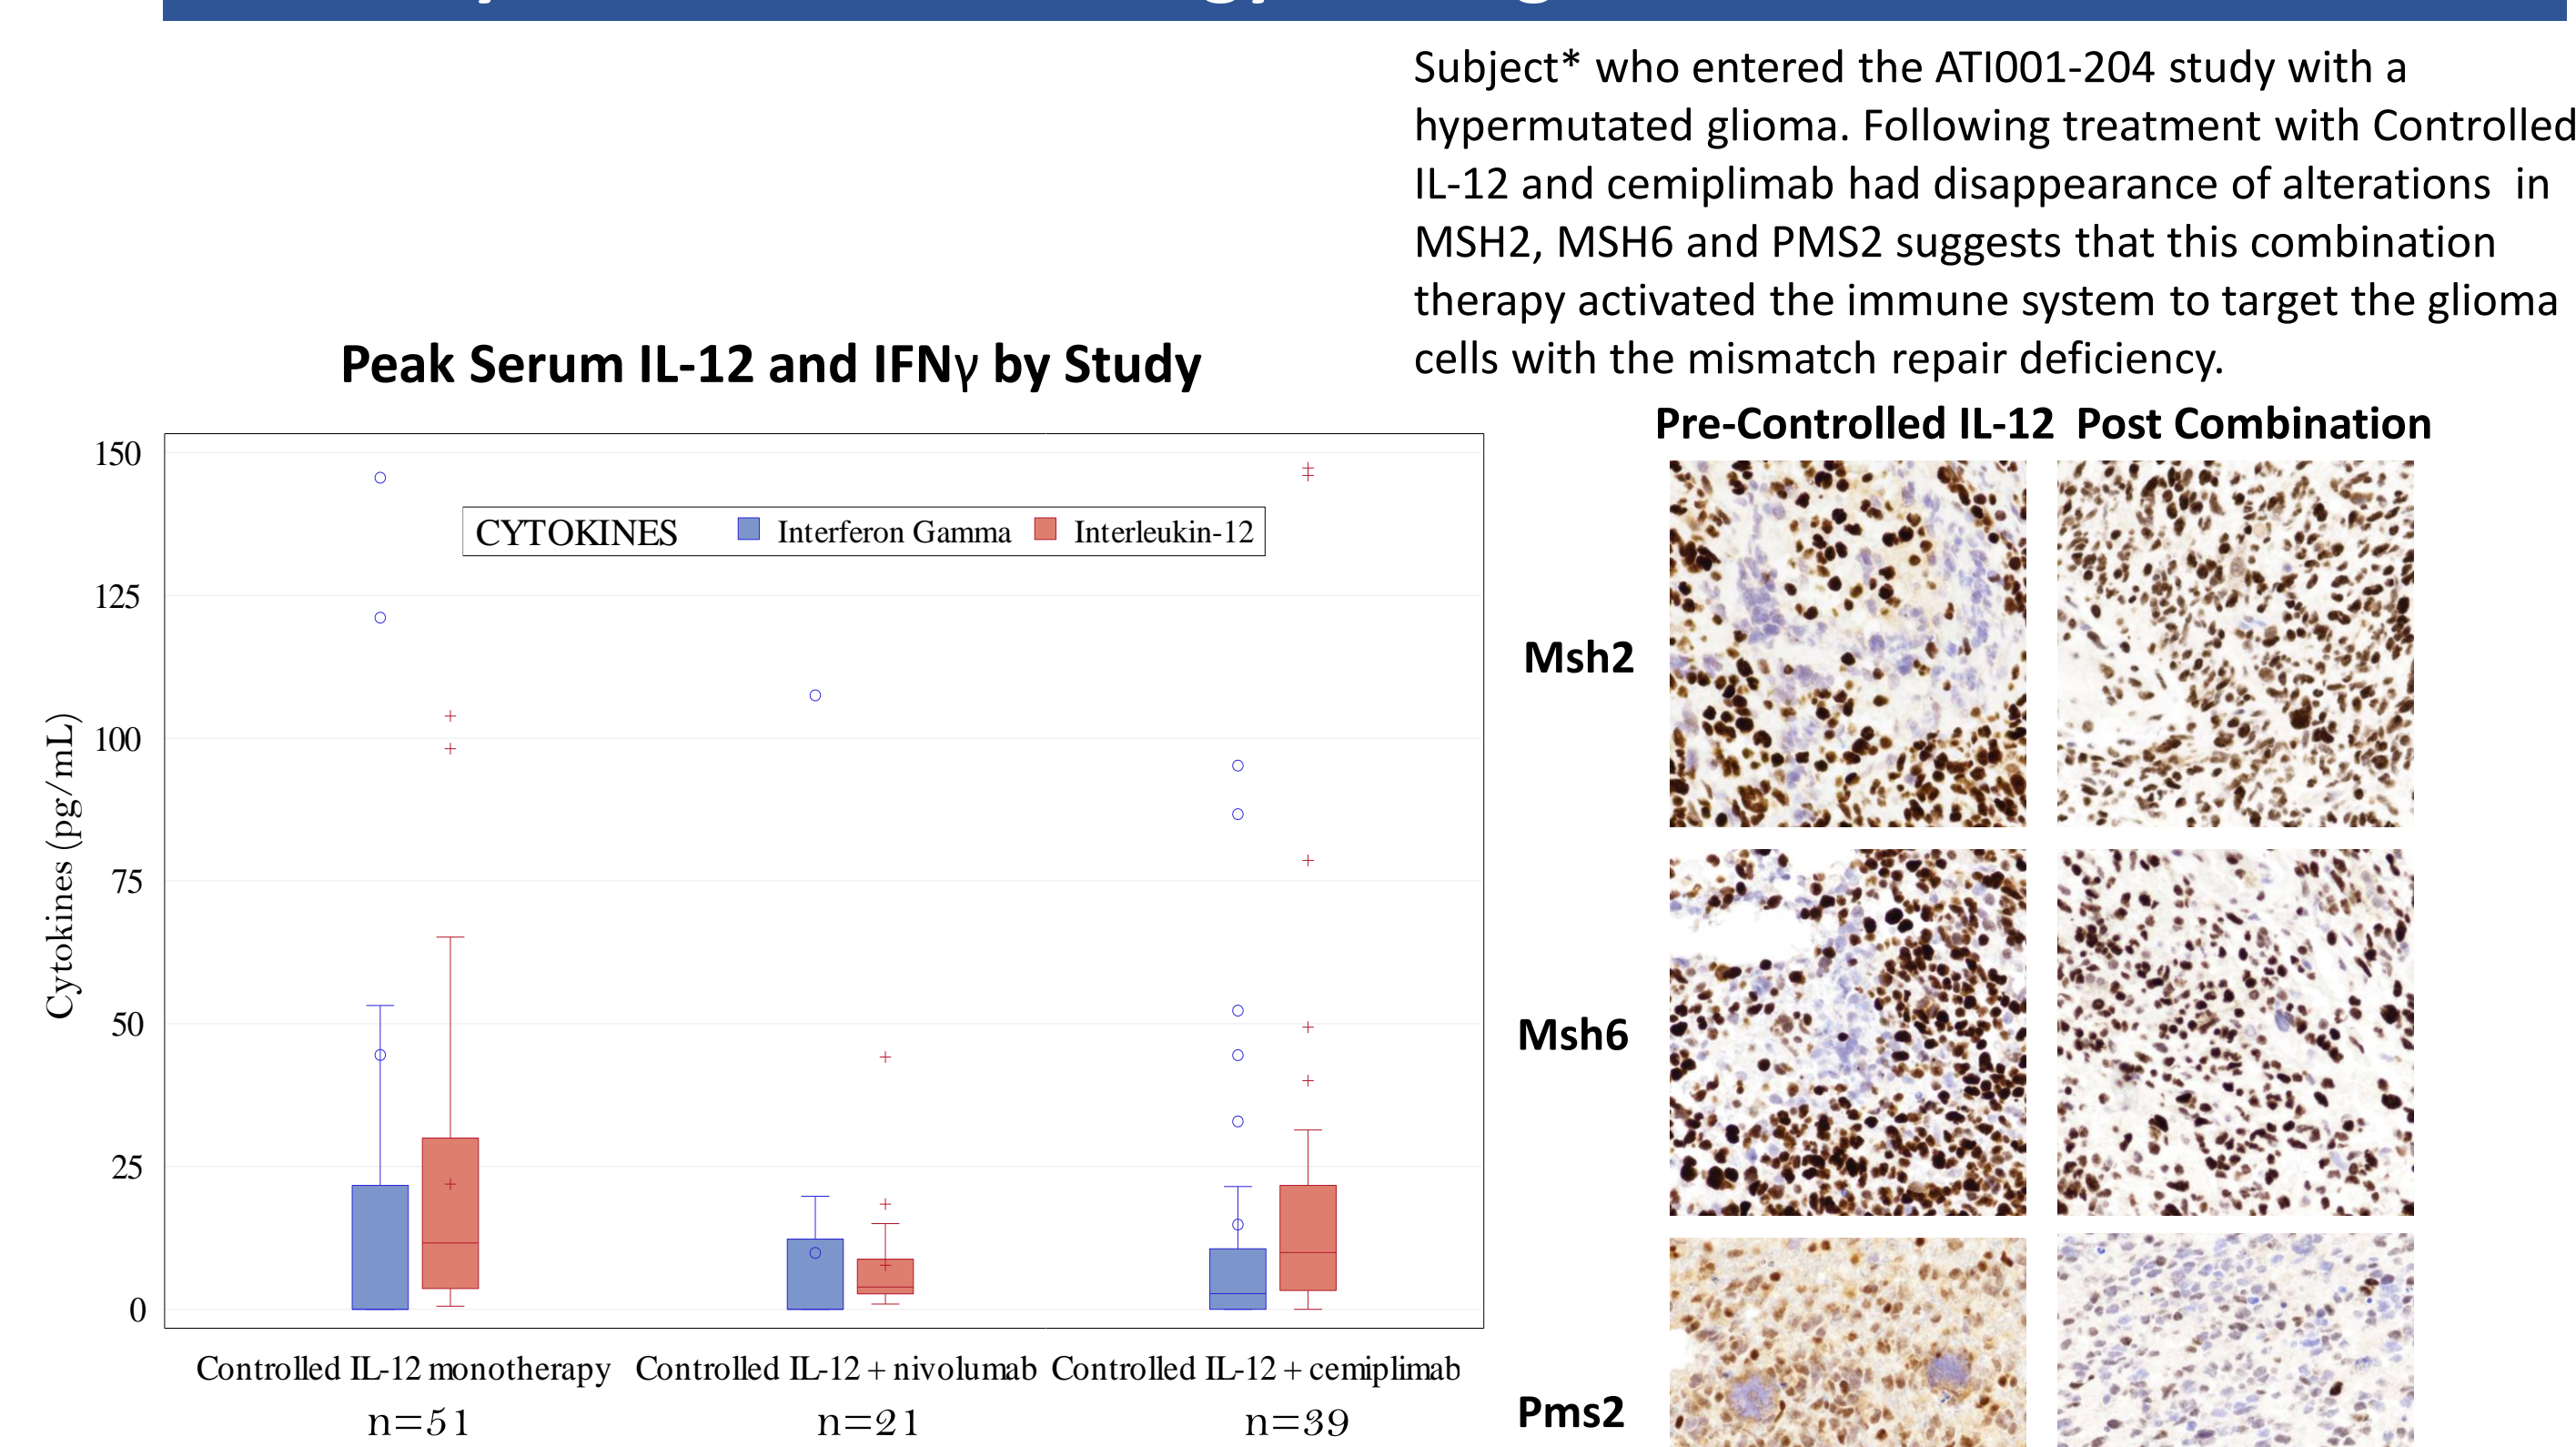 Subject* who entered the ATI001-204 study with a
hypermutated glioma. Following treatment with Controlled
IL-12 and cemiplimab had disappearance of alterations  in
MSH2, MSH6 and PMS2 suggests that this combination
therapy activated the immune system to target the glioma
cells with the mismatch repair deficiency.
Peak Serum IL-12 and IFNγ by Study
150
125
100
75
50
25
0
Cytokines (pg/mL)
CYTOKINES Interferon Gamma Interleukin-12
Controlled IL-12 monotherapy Controlled IL-12 + nivolumab Controlled IL-12 + cemiplimab
n=51 n=21 n=39
Pre-Controlled IL-12 Post Combination
Msh2
Msh6
Pms2